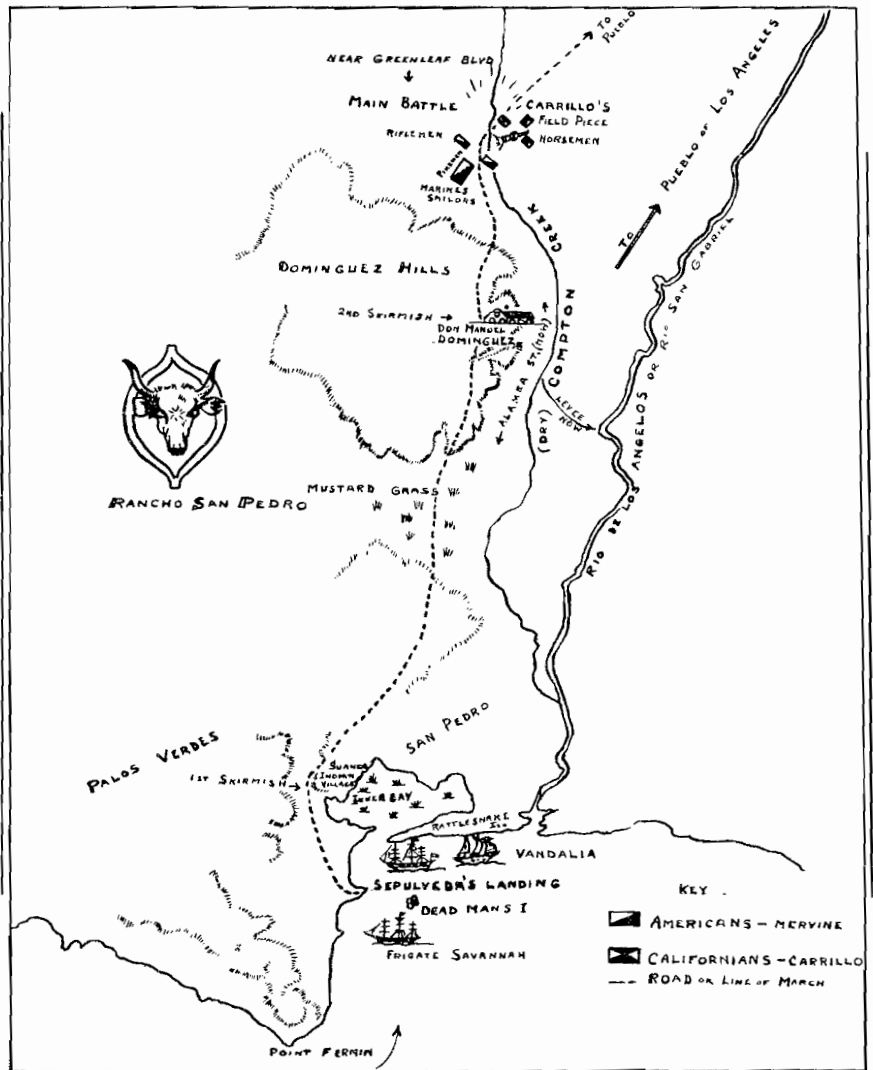 TO
PUEBLO
NEAR GREENLEAF BLVD
MAIN BATTLE
CARRILLO'S
FIELD PIECE
HORSEMEN
RIFLEMEN
MARINES
SAILORS
TO PUEBLO OF LOS ANGELES
DOMINGUEZ HILLS
2ND SKIRMISH
DON MANUEL
DOMINGUEZ
COMPTON CREEK
ALAMEA ST. (NOW)
LEVEE
NOW
(DRY)
RIO DE LOS ANGELOS OR RIO SAN GABRIEL
RANCHO SAN PEDRO
MUSTARD GRASS
SAN PEDRO
PALOS VERDES
1ST SKIRMISH
SUANGA
INDIAN
VILLAGE
INNER BAY
RATTLESNAKE
ISL
VANDALIA
SEPULVEDA'S LANDING
DEAD MANS I
FRIGATE SAVANNAH
POINT FERMIN
KEY
AMERICANS - MERVINE
CALIFORNIANS - CARRILLO
ROAD OR LINE OF MARCH